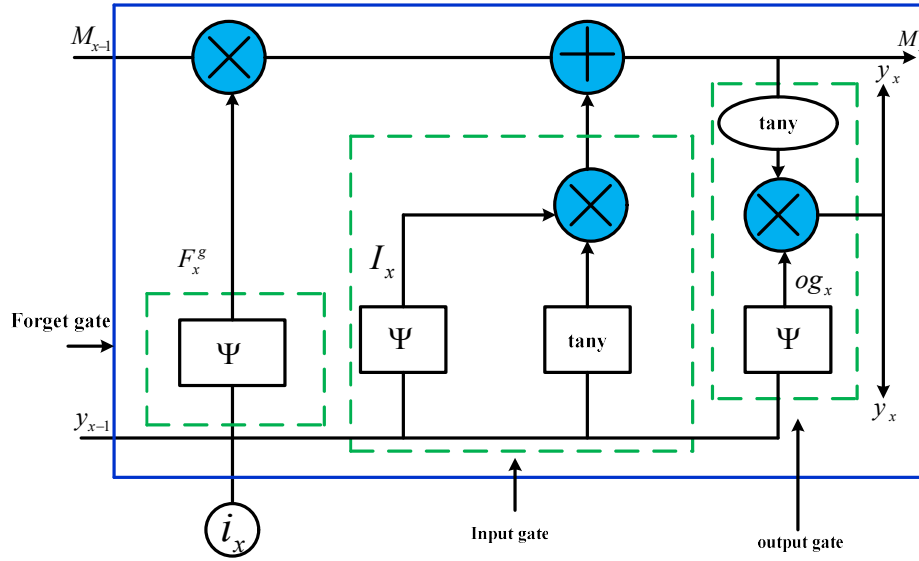 M_{x-1}
M
y_x
tany
F_x^g
I_x
og_x
Forget gate
Ψ
Ψ
tany
Ψ
y_{x-1}
y_x
i_x
Input gate
output gate